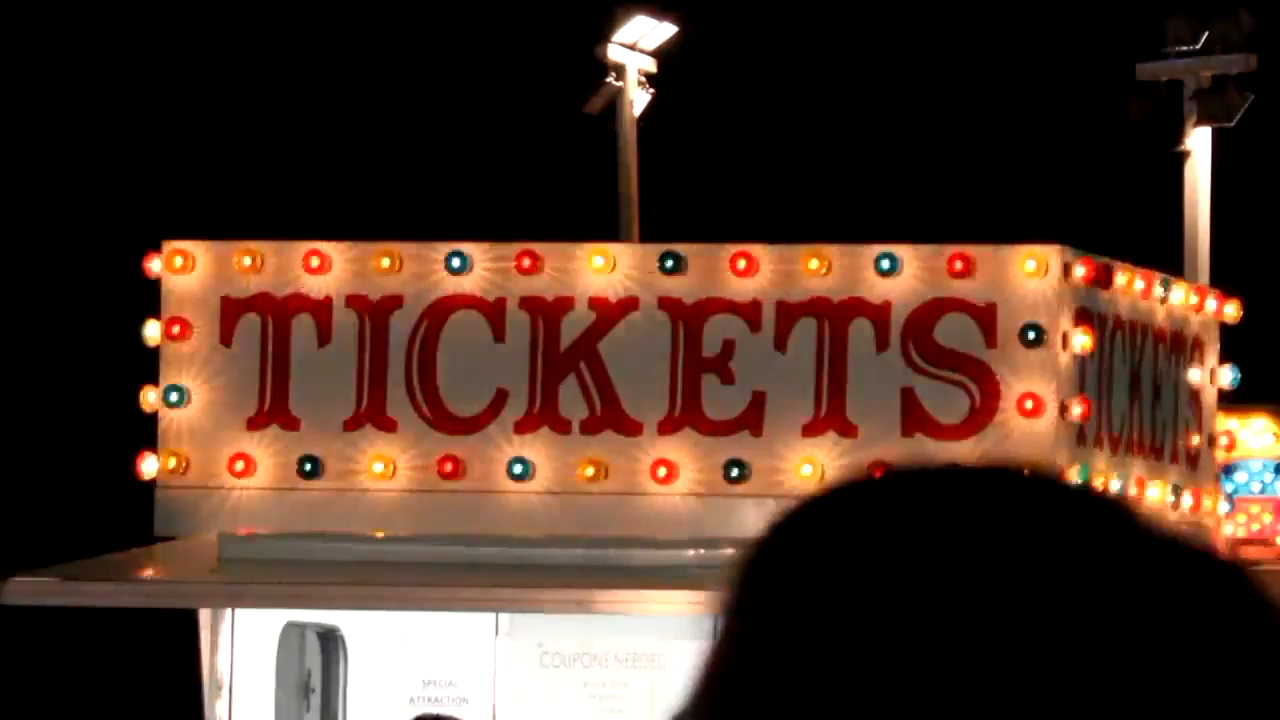 TICKETS
TICKETS
COUPONS NEEDED
SPECIAL
ATTRACTION